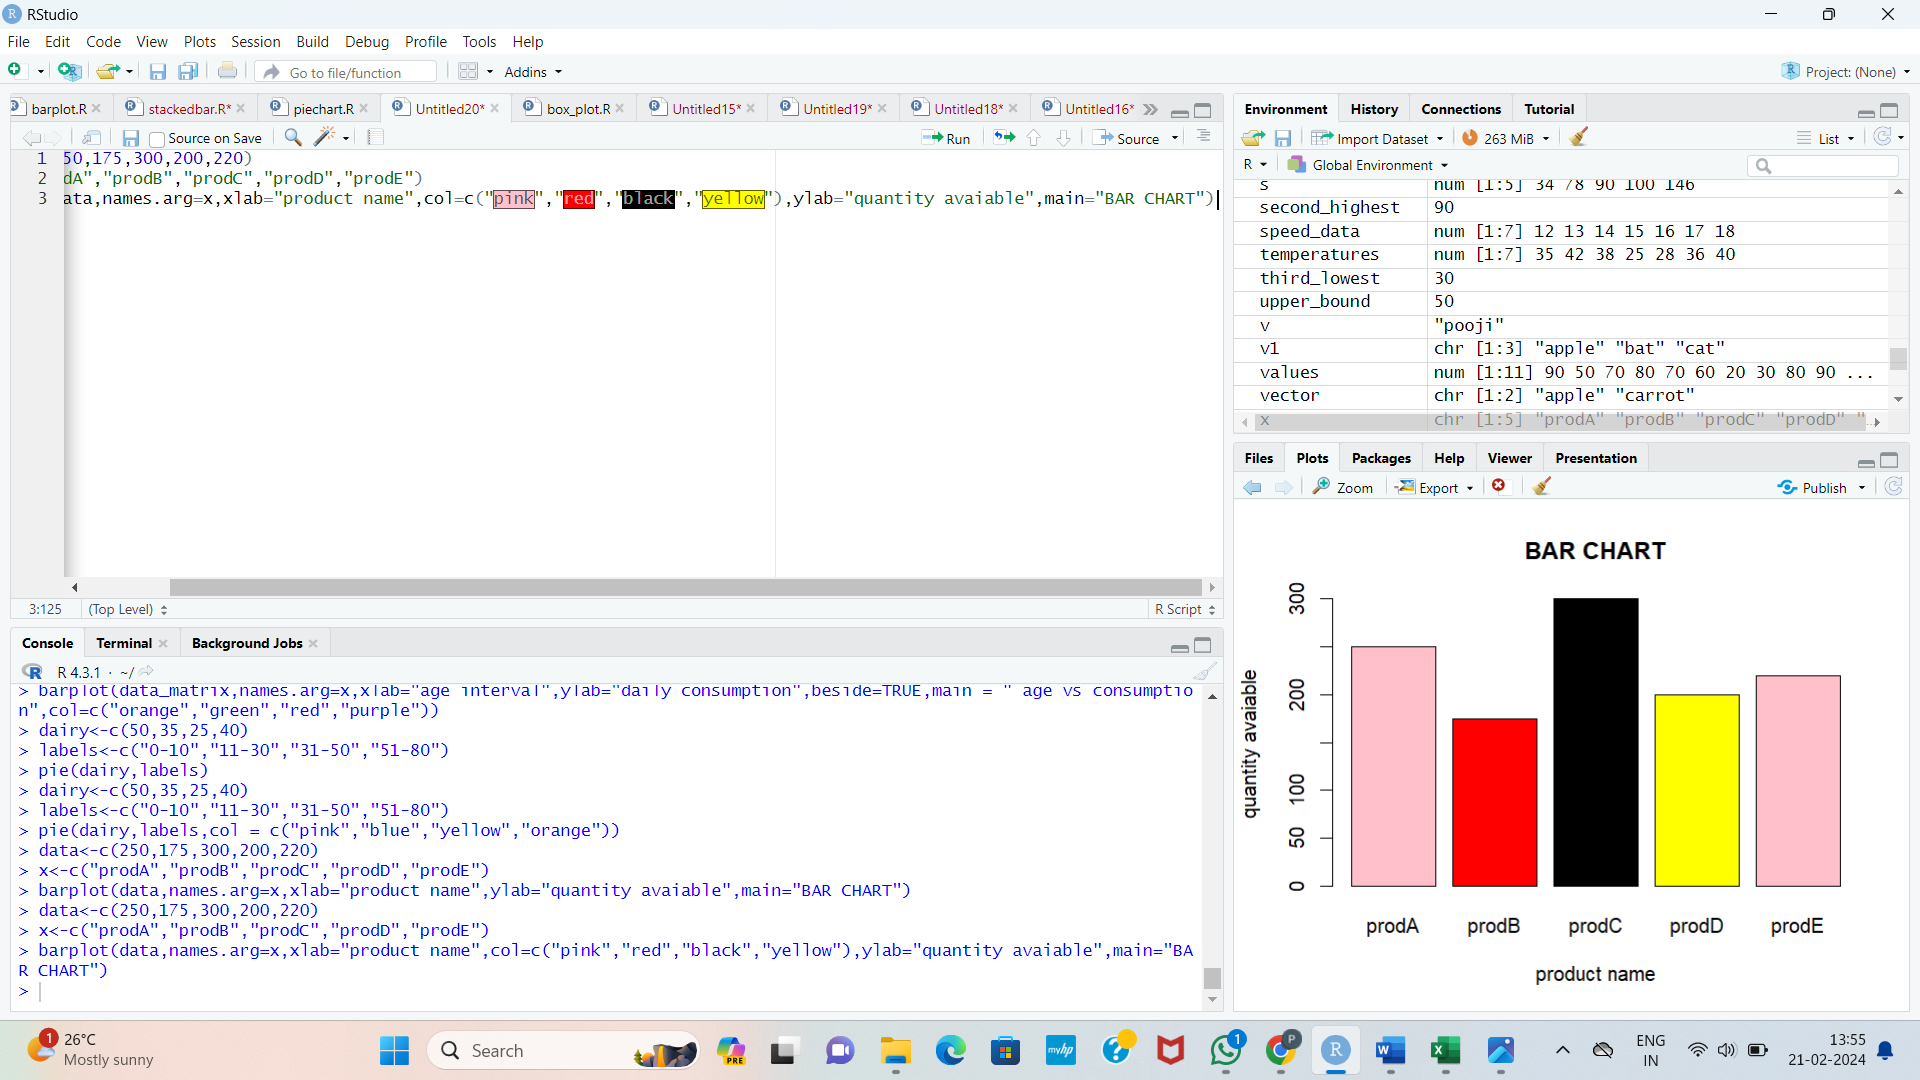 RStudio
File Edit Code View Plots Session Build Debug Profile Tools Help
Go to file/function Addins Project: (None)
barplot.R stackedbar.R* piechart.R Untitled20* box_plot.R Untitled15* Untitled19* Untitled18* Untitled16*
Source on Save Run Source
1 50,175,300,200,220)
2 dA","prodB","prodC","prodD","prodE")
3 ata,names.arg=x,xlab="product name",col=c("pink","red","black","yellow"),ylab="quantity avaiable",main="BAR CHART")
3:125 (Top Level) R Script
Console Terminal Background Jobs
R 4.3.1 · ~/
> barplot(data_matrix,names.arg=x,xlab="age interval",ylab="daily consumption",beside=TRUE,main = " age vs consumptio
n",col=c("orange","green","red","purple"))
> dairy<-c(50,35,25,40)
> labels<-c("0-10","11-30","31-50","51-80")
> pie(dairy,labels)
> dairy<-c(50,35,25,40)
> labels<-c("0-10","11-30","31-50","51-80")
> pie(dairy,labels,col = c("pink","blue","yellow","orange"))
> data<-c(250,175,300,200,220)
> x<-c("prodA","prodB","prodC","prodD","prodE")
> barplot(data,names.arg=x,xlab="product name",ylab="quantity avaiable",main="BAR CHART")
> data<-c(250,175,300,200,220)
> x<-c("prodA","prodB","prodC","prodD","prodE")
> barplot(data,names.arg=x,xlab="product name",col=c("pink","red","black","yellow"),ylab="quantity avaiable",main="BA
R CHART")
>
Environment History Connections Tutorial
Import Dataset 263 MiB List
R Global Environment
s num [1:5] 34 78 90 100 146
second_highest 90
speed_data num [1:7] 12 13 14 15 16 17 18
temperatures num [1:7] 35 42 38 25 28 36 40
third_lowest 30
upper_bound 50
v "pooji"
v1 chr [1:3] "apple" "bat" "cat"
values num [1:11] 90 50 70 80 70 60 20 30 80 90 ...
vector chr [1:2] "apple" "carrot"
x chr [1:5] "prodA" "prodB" "prodC" "prodD" " ...
Files Plots Packages Help Viewer Presentation
Zoom Export Publish
BAR CHART
300
200
100
50
0
quantity avaiable
prodA prodB prodC prodD prodE
product name
1 26°C
Mostly sunny
Search
PRE
myhp
1
P
R
W
X
ENG
IN
13:55
21-02-2024